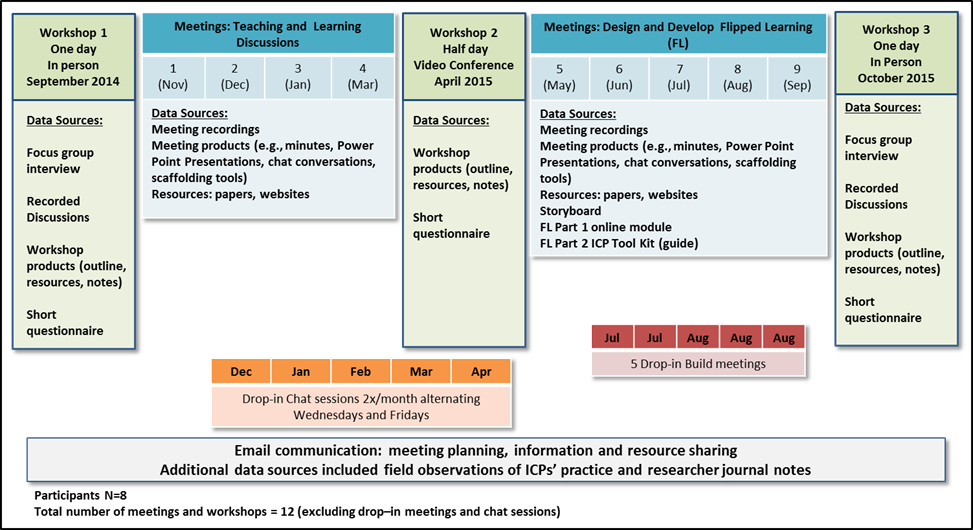 Workshop 1
One day
In person
September 2014
Data Sources:
Focus group
interview
Recorded
Discussions
Workshop
products (outline,
resources, notes)
Short
questionnaire
Meetings: Teaching and Learning
Discussions
1
(Nov)
2
(Dec)
3
(Jan)
4
(Mar)
Data Sources:
Meeting recordings
Meeting products (e.g., minutes, Power
Point Presentations, chat conversations,
scaffolding tools)
Resources: papers, websites
Workshop 2
Half day
Video Conference
April 2015
Data Sources:
Workshop
products (outline,
resources, notes)
Short
questionnaire
Meetings: Design and Develop Flipped Learning
(FL)
5
(May)
6
(Jun)
7
(Jul)
8
(Aug)
9
(Sep)
Data Sources:
Meeting recordings
Meeting products (e.g., minutes, Power Point
Presentations, chat conversations, scaffolding
tools)
Resources: papers, websites
Storyboard
FL Part 1 online module
FL Part 2 ICP Tool Kit (guide)
Workshop 3
One day
In Person
October 2015
Data Sources:
Focus group
interview
Recorded
Discussions
Workshop
products (outline,
resources, notes)
Short
questionnaire
Jul Jul Aug Aug Aug
5 Drop-in Build meetings
Dec Jan Feb Mar Apr
Drop-in Chat sessions 2x/month alternating
Wednesdays and Fridays
Email communication: meeting planning, information and resource sharing
Additional data sources included field observations of ICPs' practice and researcher journal notes
Participants N=8
Total number of meetings and workshops = 12 (excluding drop–in meetings and chat sessions)